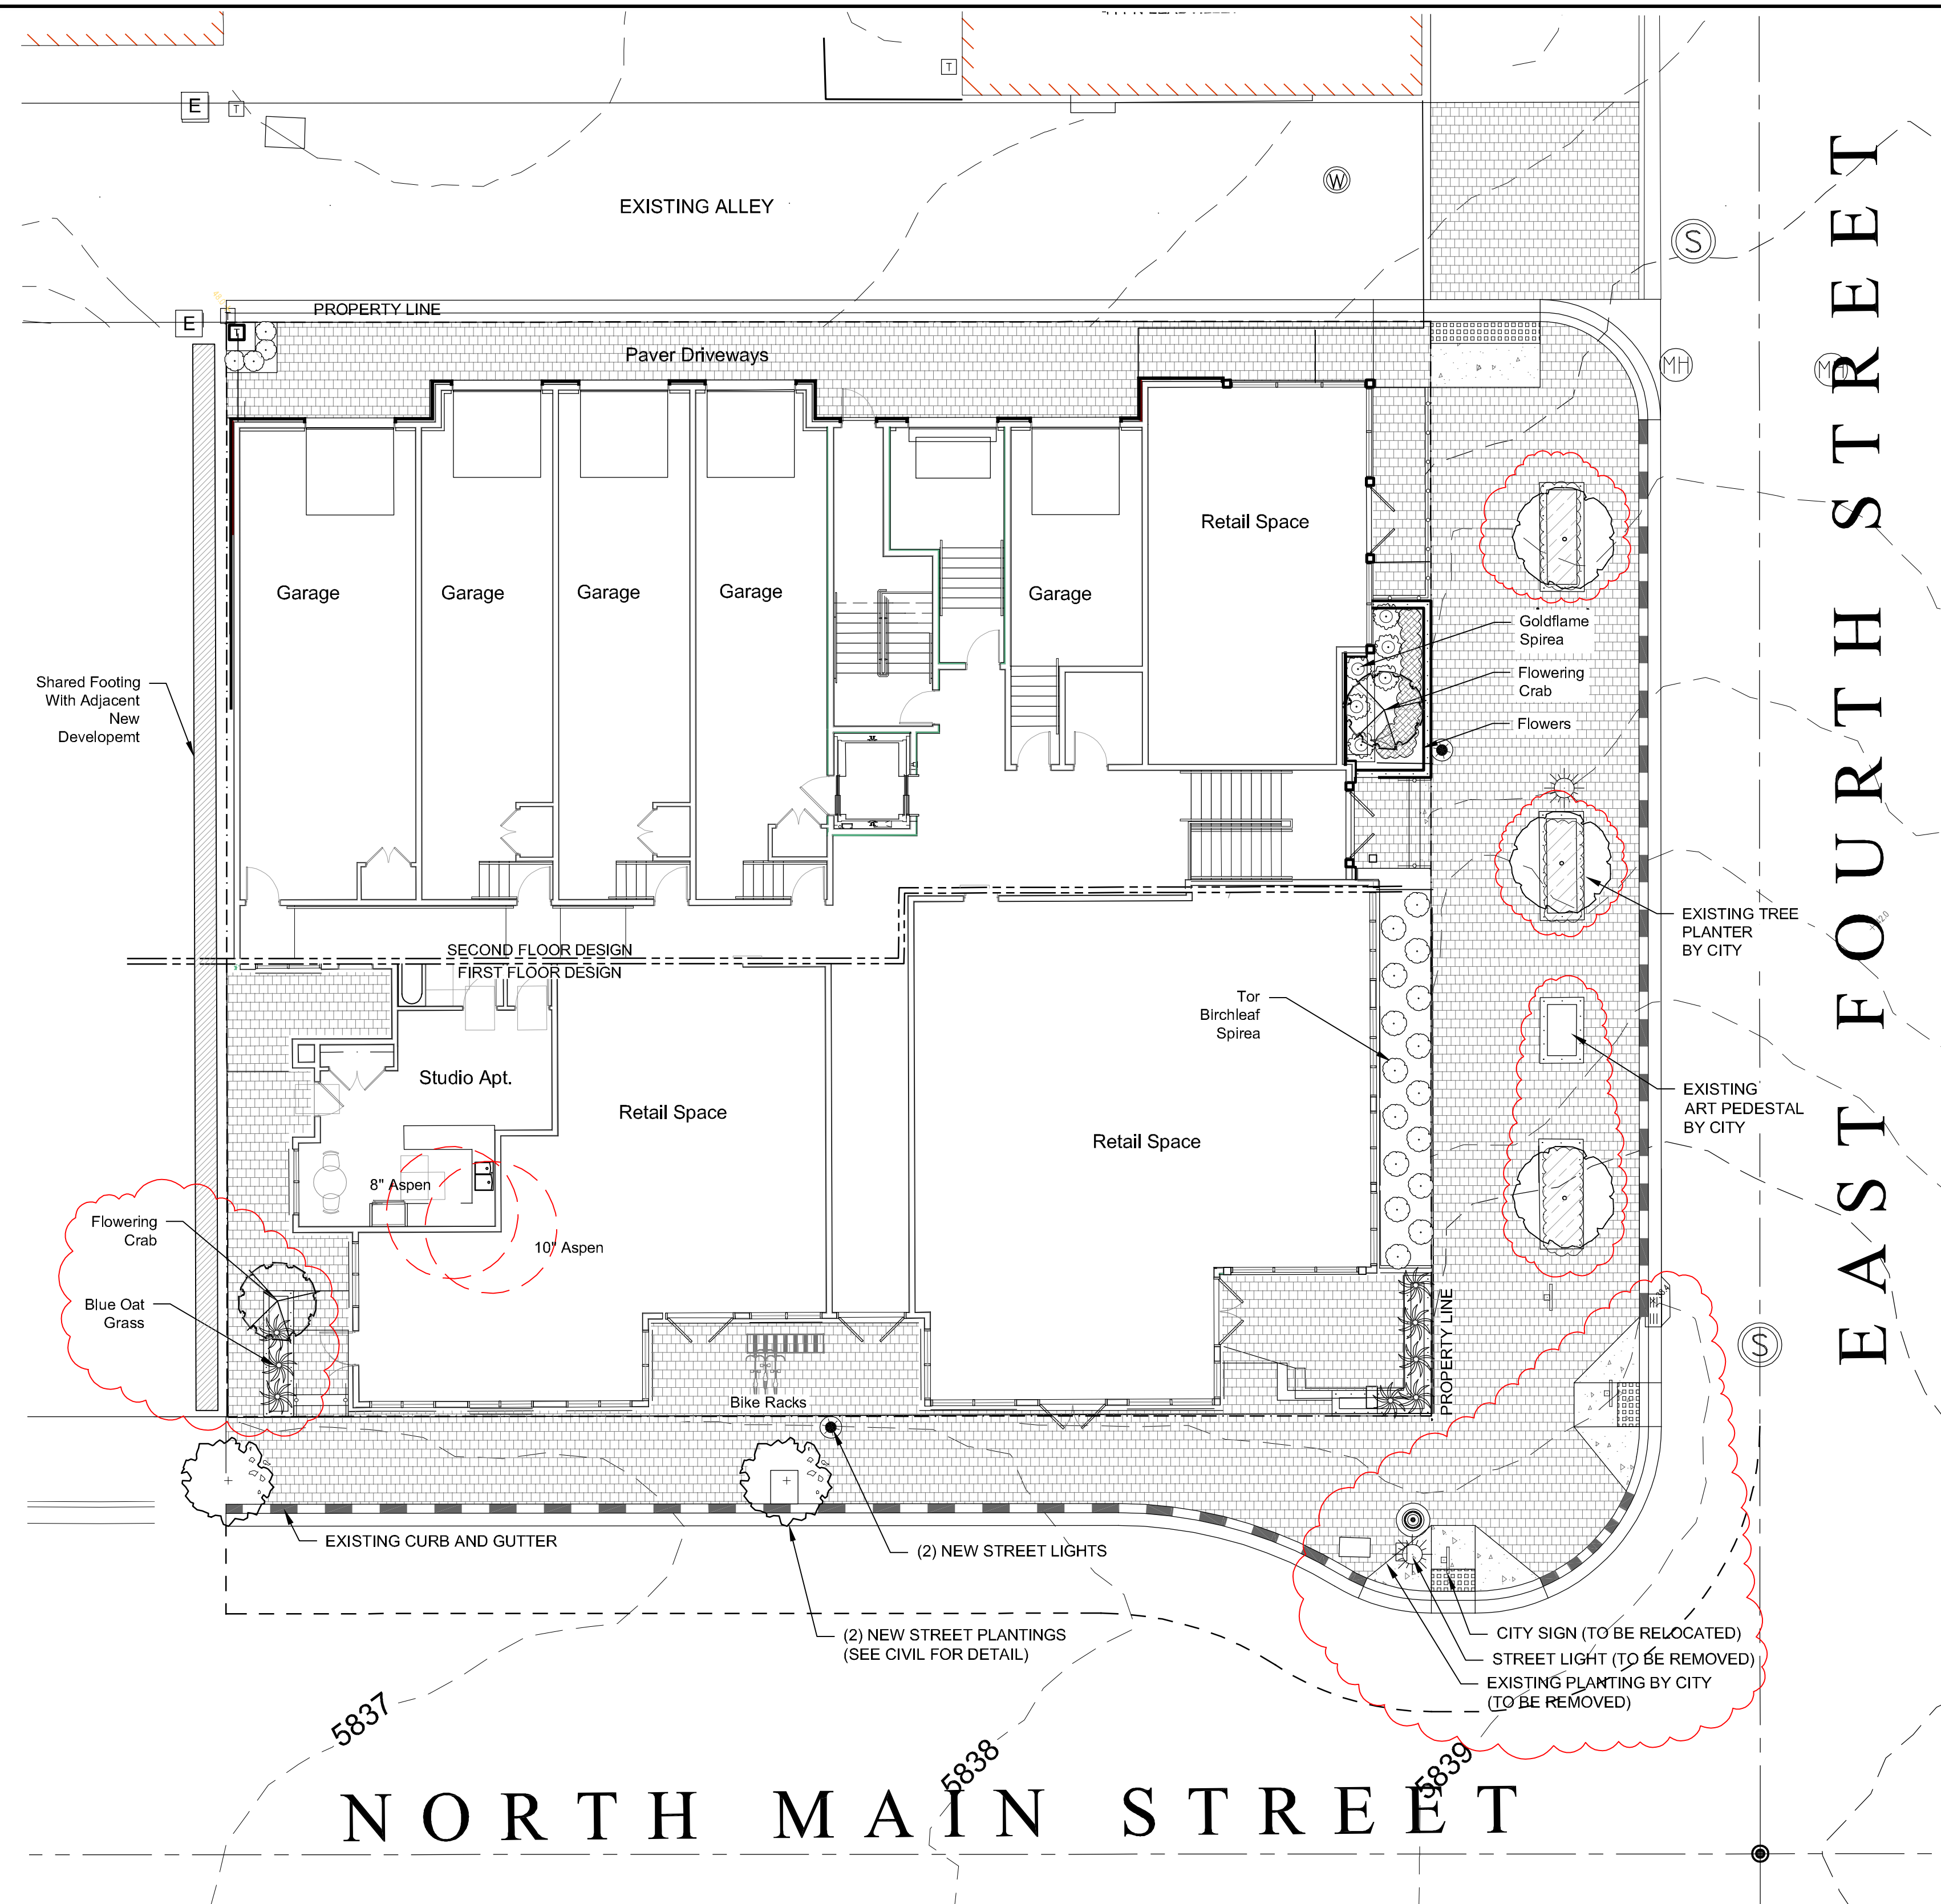 E
T
T
EXISTING ALLEY
W
S
E
T
PROPERTY LINE
Paver Driveways
MH
MH
Retail Space
Garage
Garage
Garage
Garage
Garage
Goldflame
Spirea
Flowering
Crab
Flowers
Shared Footing
With Adjacent
New
Developemt
EXISTING TREE
PLANTER
BY CITY
SECOND FLOOR DESIGN
FIRST FLOOR DESIGN
Tor
Birchleaf
Spirea
Studio Apt.
Retail Space
Retail Space
EXISTING
ART PEDESTAL
BY CITY
8" Aspen
10" Aspen
Flowering
Crab
Blue Oat
Grass
PROPERTY LINE
S
Bike Racks
EXISTING CURB AND GUTTER
(2) NEW STREET LIGHTS
(2) NEW STREET PLANTINGS
(SEE CIVIL FOR DETAIL)
CITY SIGN (TO BE RELOCATED)
STREET LIGHT (TO BE REMOVED)
EXISTING PLANTING BY CITY
(TO BE REMOVED)
5837
5838
5839
NORTH MAIN STREET
EAST FOURTH STREET